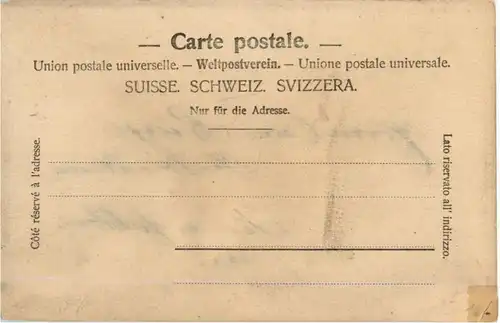 — Carte postale. —
Union postale universelle. — Weltpostverein. — Unione postale universale.
SUISSE. SCHWEIZ. SVIZZERA.
Nur für die Adresse.
Côté réservé à l'adresse.
Lato riservato all' indirizzo.